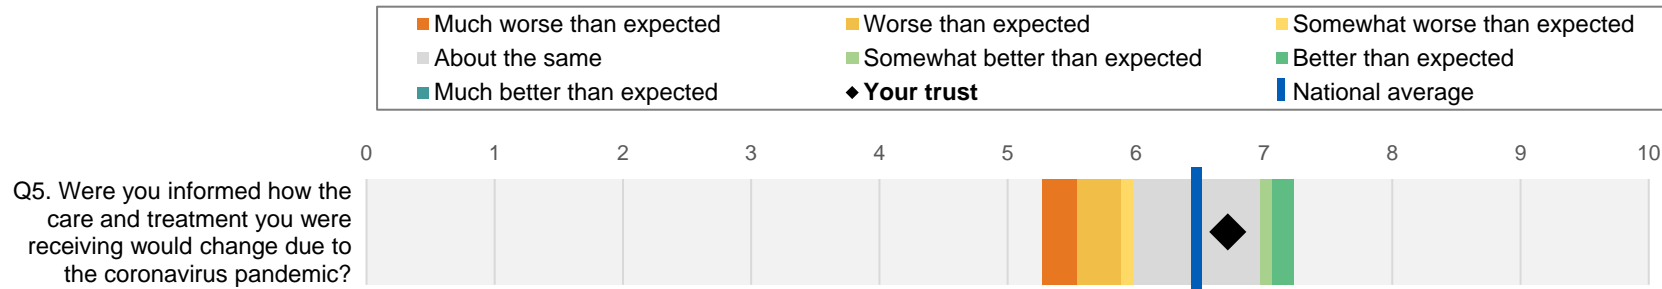 Much worse than expected
Worse than expected
Somewhat worse than expected
About the same
Somewhat better than expected
Better than expected
Much better than expected
Your trust
National average
0 1 2 3 4 5 6 7 8 9 10
Q5. Were you informed how the
care and treatment you were
receiving would change due to
the coronavirus pandemic?